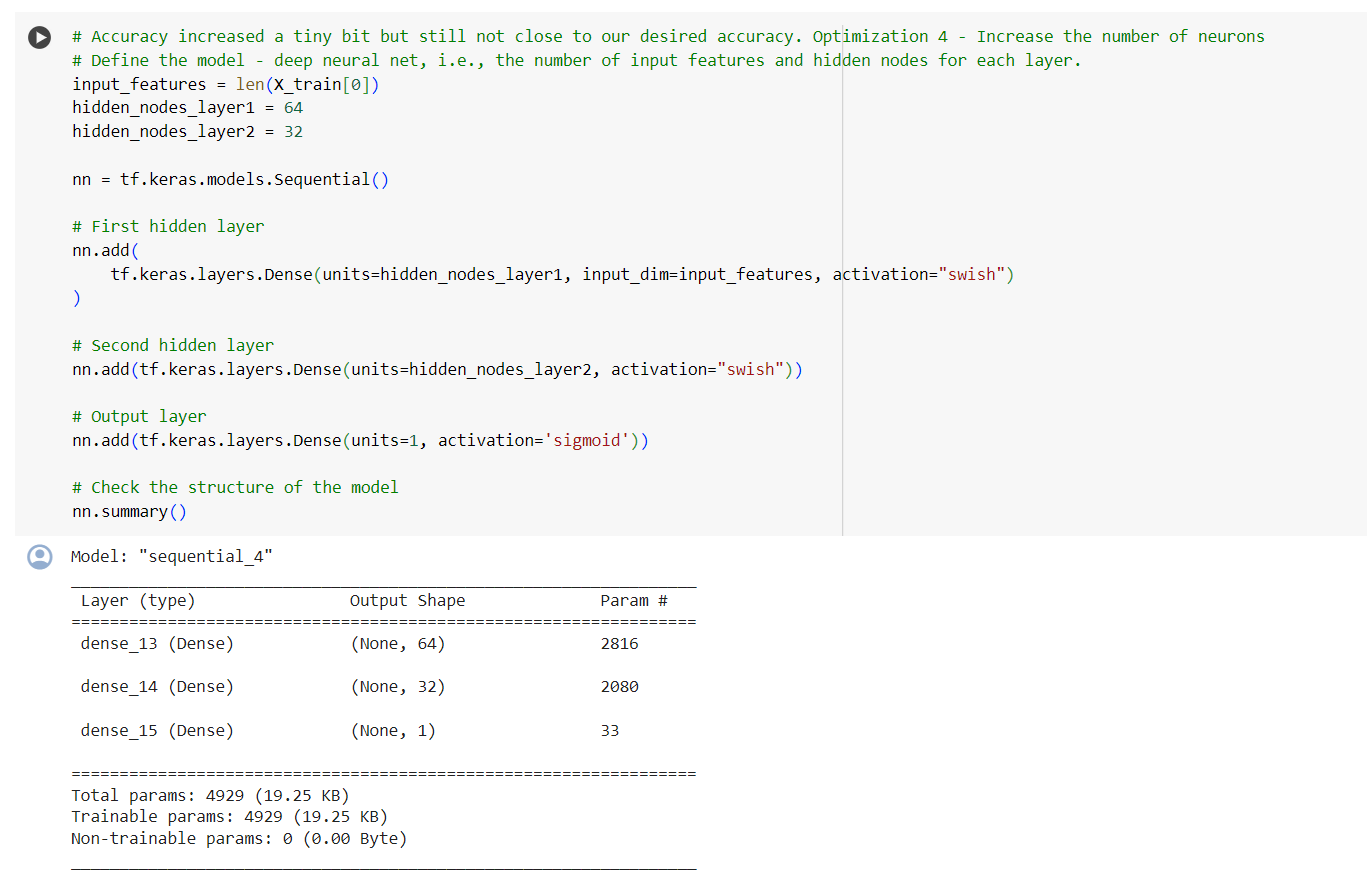 # Accuracy increased a tiny bit but still not close to our desired accuracy. Optimization 4 - Increase the number of neurons
# Define the model - deep neural net, i.e., the number of input features and hidden nodes for each layer.
input_features = len(X_train[0])
hidden_nodes_layer1 = 64
hidden_nodes_layer2 = 32
nn = tf.keras.models.Sequential()
# First hidden layer
nn.add(
    tf.keras.layers.Dense(units=hidden_nodes_layer1, input_dim=input_features, activation="swish")
)
# Second hidden layer
nn.add(tf.keras.layers.Dense(units=hidden_nodes_layer2, activation="swish"))
# Output layer
nn.add(tf.keras.layers.Dense(units=1, activation='sigmoid'))
# Check the structure of the model
nn.summary()
Model: "sequential_4"
_________________________________________________________________
Layer (type) Output Shape Param #
=================================================================
dense_13 (Dense) (None, 64) 2816
dense_14 (Dense) (None, 32) 2080
dense_15 (Dense) (None, 1) 33
=================================================================
Total params: 4929 (19.25 KB)
Trainable params: 4929 (19.25 KB)
Non-trainable params: 0 (0.00 Byte)
_________________________________________________________________